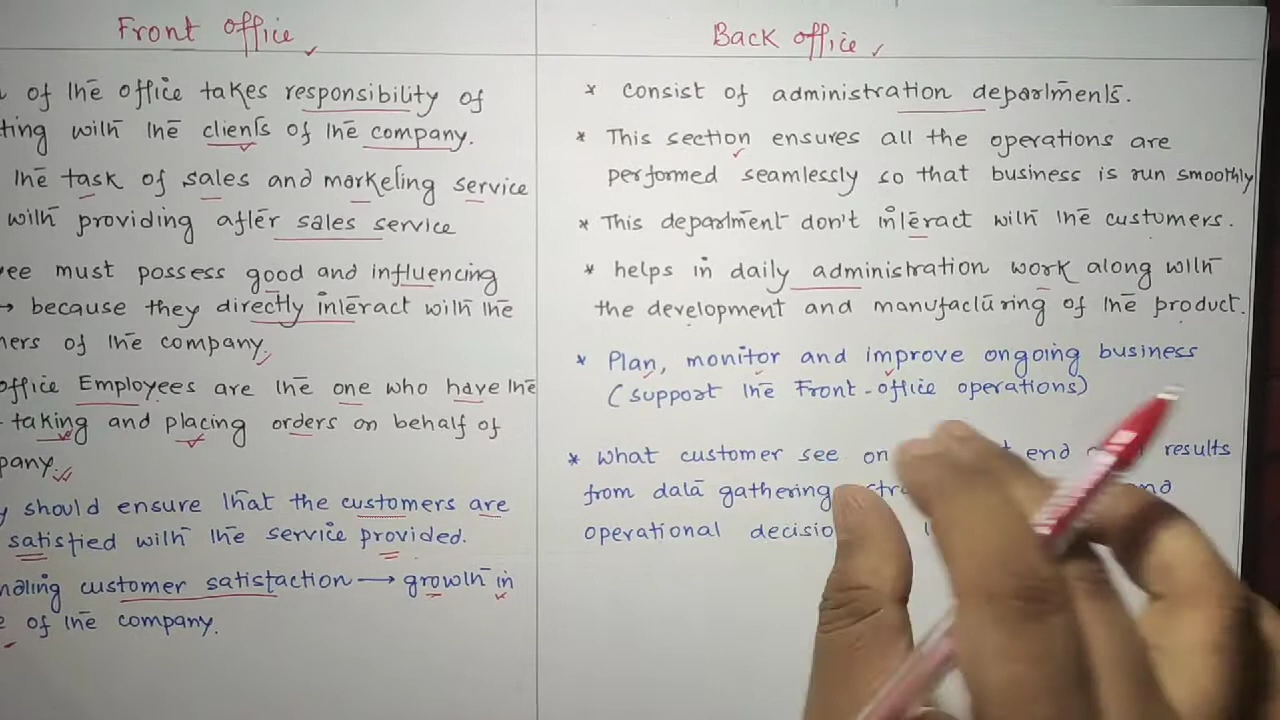 Front office
of the office takes responsibility of
ting with the clients of the company.
the task of sales and marketing service
with providing after sales service
ee must possess good and influencing
→ because they directly interact with the
ers of the company.
office Employees are the one who have the
taking and placing orders on behalf of
pany.
y should ensure that the customers are
satisfied with the service provided.
ndling customer satisfaction → growth in
e of the company.
Back office
* consist of administration departments.
* This section ensures all the operations are
performed seamlessly so that business is run smoothly
* This department don't interact with the customers.
* helps in daily administration work along with
the development and manufacturing of the product.
* Plan, monitor and improve ongoing business
(support the Front-office operations)
* What customer see on end results
from data gathering nd
operational decisio